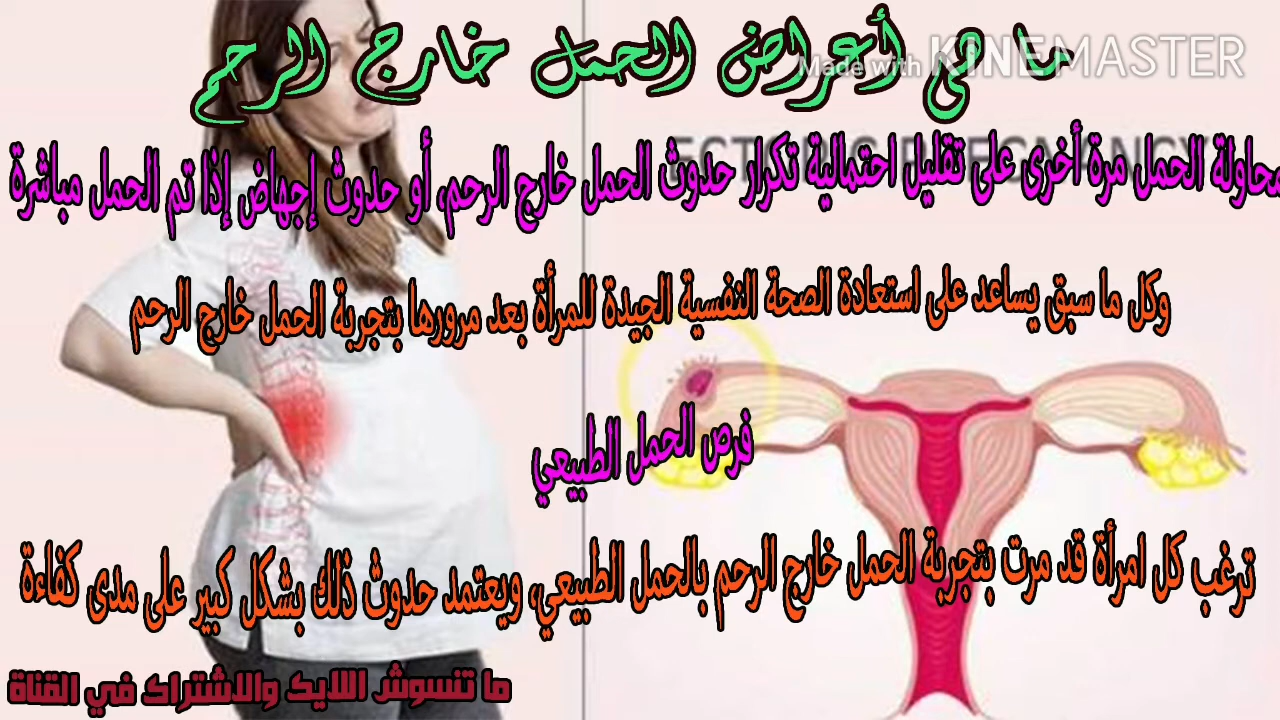 ما هي أعراض الحمل خارج الرحم
Made with KINEMASTER
محاولة الحمل مرة أخرى على تقليل احتمالية تكرار حدوث الحمل خارج الرحم، أو حدوث إجهاض إذا تم الحمل مباشرة
وكل ما سبق يساعد على استعادة الصحة النفسية الجيدة للمرأة بعد مرورها بتجربة الحمل خارج الرحم
فرص الحمل الطبيعي
ترغب كل امرأة قد مرت بتجربة الحمل خارج الرحم بالحمل الطبيعي، ويعتمد حدوث ذلك بشكل كبير على مدى كفاءة
ما تنسوش اللايك والاشتراك في القناة